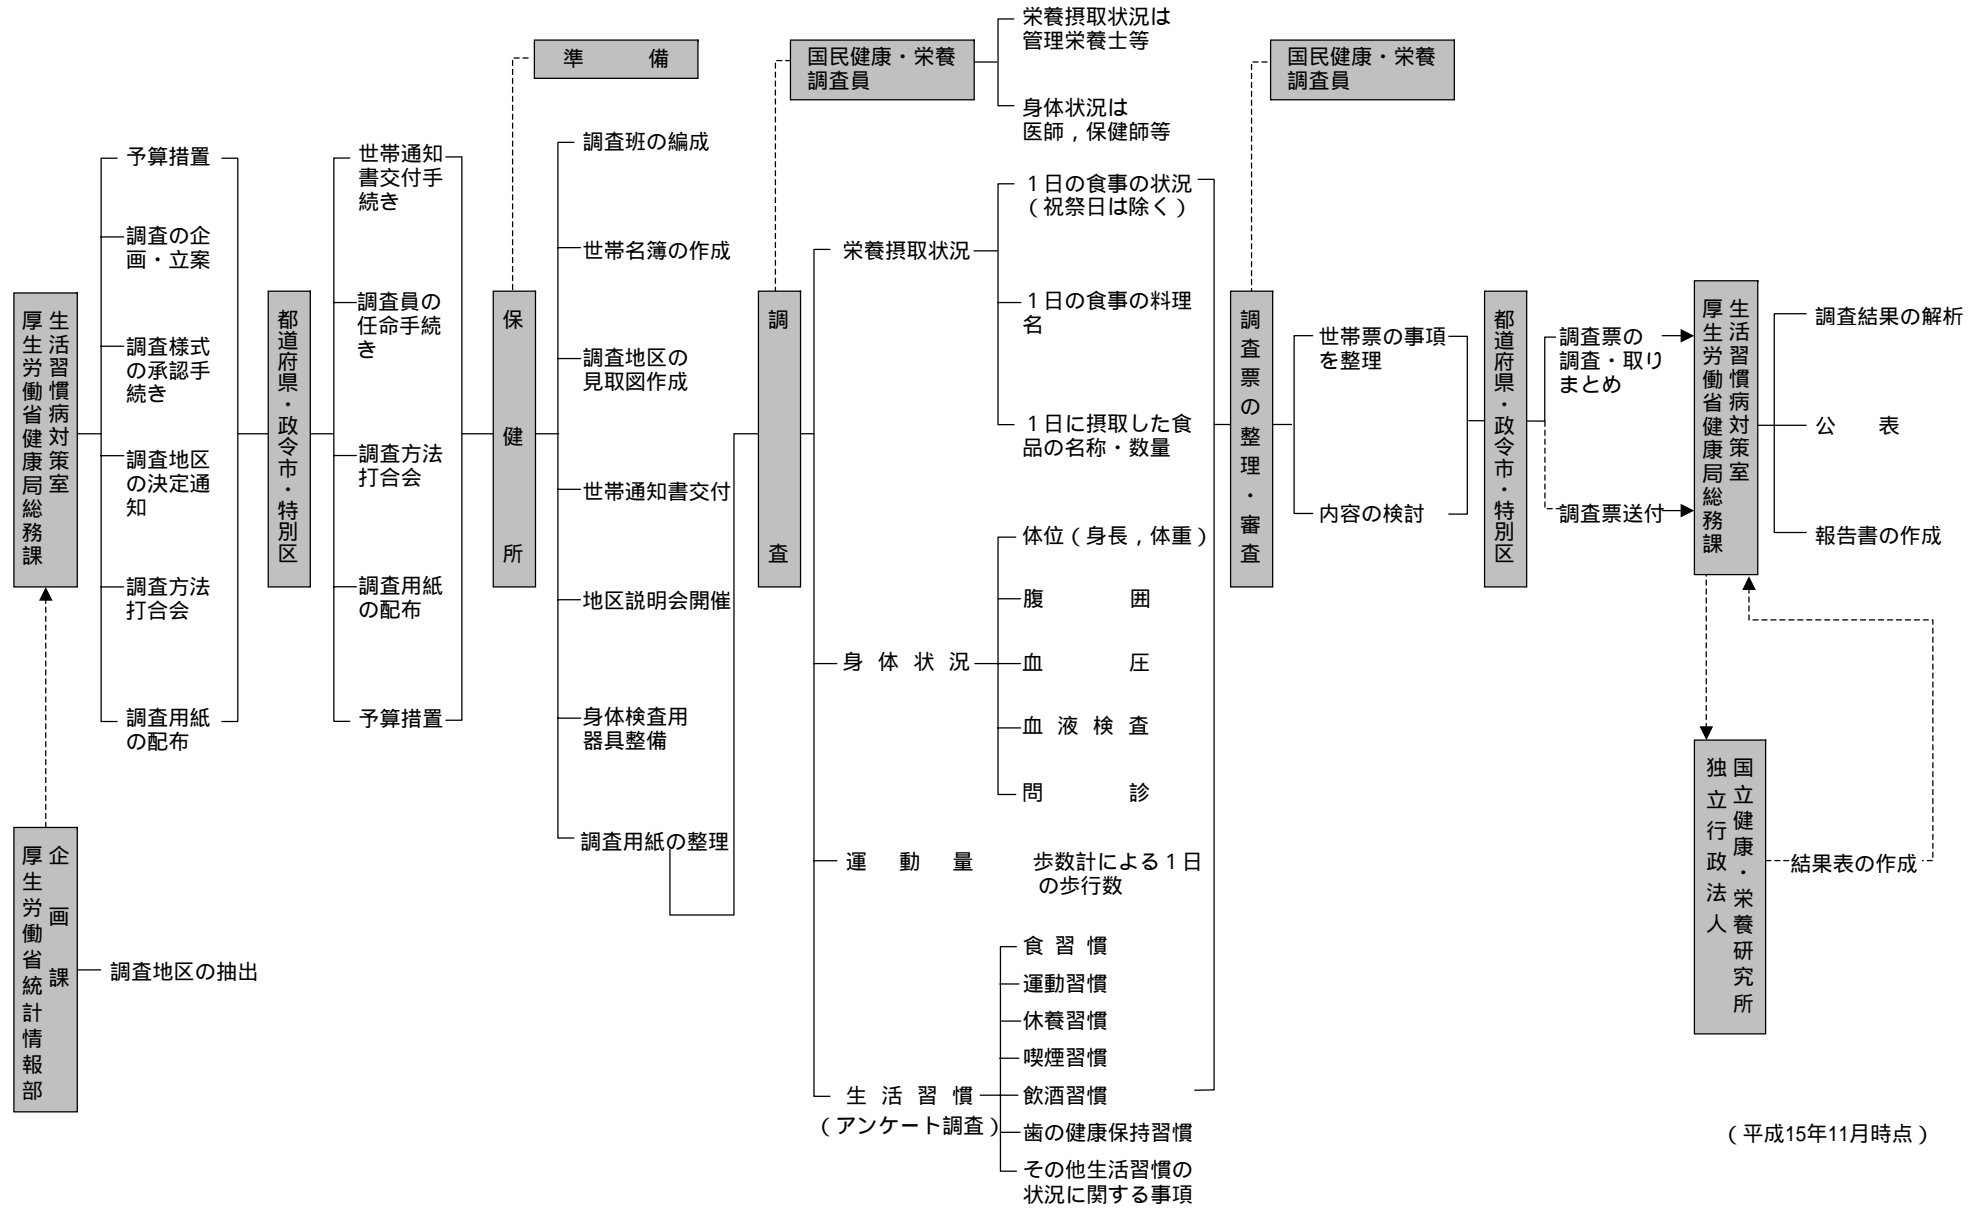 厚生労働省健康局総務課
生活習慣病対策室
予算措置
調査の企
画・立案
調査様式
の承認手
続き
調査地区
の決定通
知
調査方法
打合会
調査用紙
の配布
厚生労働省統計情報部
企画課
調査地区の抽出
都道府県・政令市・特別区
世帯通知
書交付手
続き
調査員の
任命手続
き
調査方法
打合会
調査用紙
の配布
予算措置
準備
保健所
調査班の編成
世帯名簿の作成
調査地区の
見取図作成
世帯通知書交付
地区説明会開催
身体検査用
器具整備
調査用紙の整理
国民健康・栄養
調査員
栄養摂取状況は
管理栄養士等
身体状況は
医師,保健師等
調査
栄養摂取状況
1日の食事の状況
(祝祭日は除く)
1日の食事の料理
名
1日に摂取した食
品の名称・数量
身体状況
体位(身長,体重)
腹囲
血圧
血液検査
問診
運動量
歩数計による1日
の歩行数
生活習慣
(アンケート調査)
食習慣
運動習慣
休養習慣
喫煙習慣
飲酒習慣
歯の健康保持習慣
その他生活習慣の
状況に関する事項
国民健康・栄養
調査員
調査票の整理・審査
世帯票の事項
を整理
内容の検討
都道府県・政令市・特別区
調査票の
調査・取り
まとめ
調査票送付
厚生労働省健康局総務課
生活習慣病対策室
調査結果の解析
公表
報告書の作成
独立行政法人
国立健康・栄養研究所
結果表の作成
(平成15年11月時点)